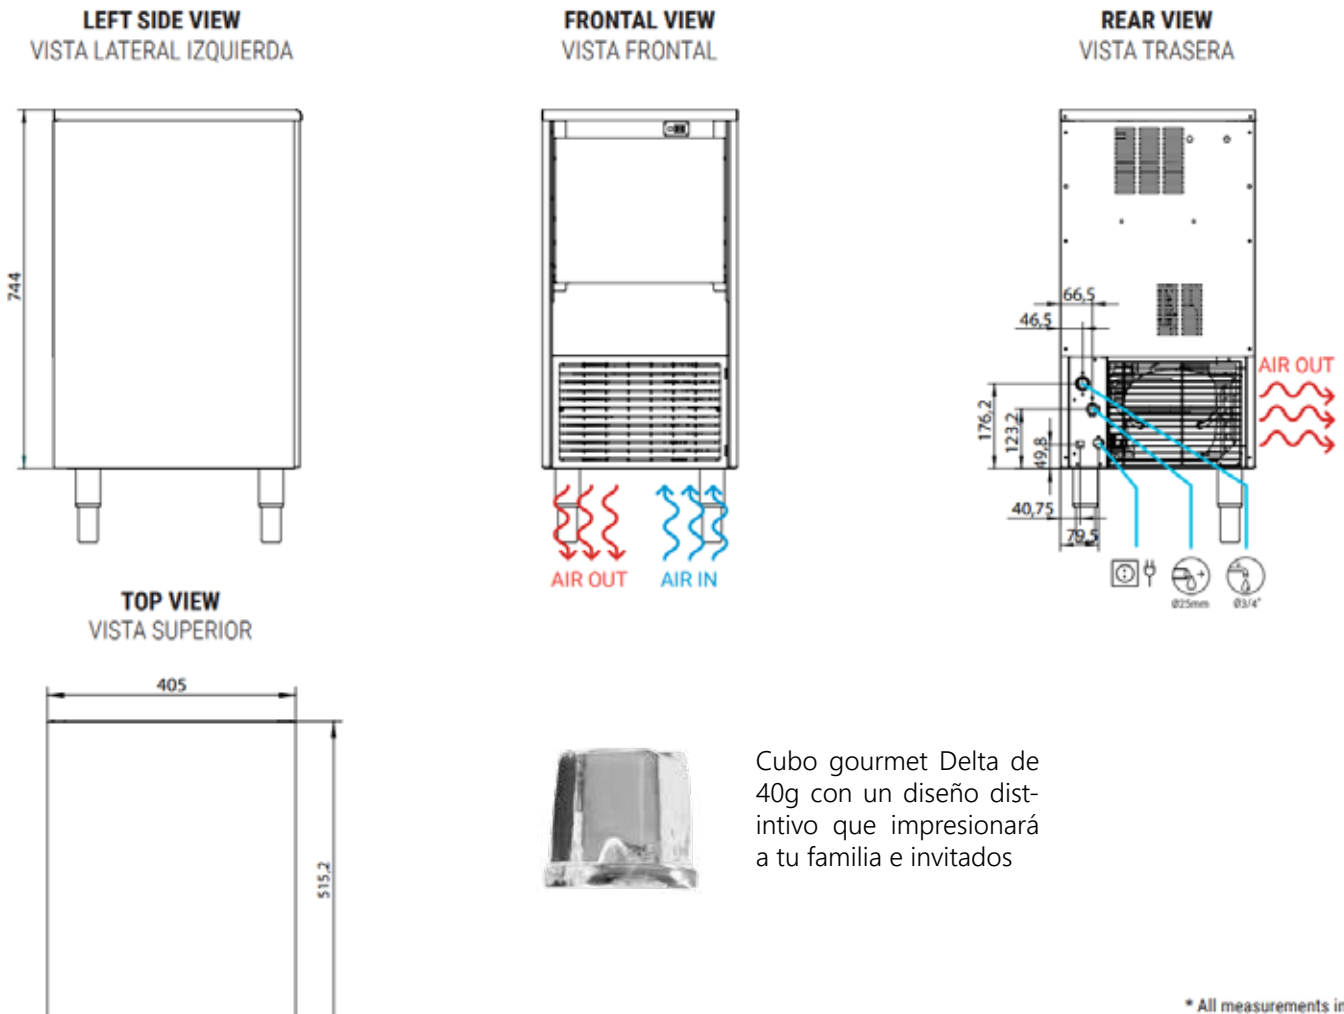 LEFT SIDE VIEW
VISTA LATERAL IZQUIERDA
FRONTAL VIEW
VISTA FRONTAL
REAR VIEW
VISTA TRASERA
744
66,5
46,5
AIR OUT
176,2
123,2
49,8
40,75
79,5
AIR OUT
AIR IN
Ø25mm
Ø3/4"
TOP VIEW
VISTA SUPERIOR
405
515,2
Cubo gourmet Delta de
40g con un diseño dist-
intivo que impresionará
a tu familia e invitados
* All measurements in